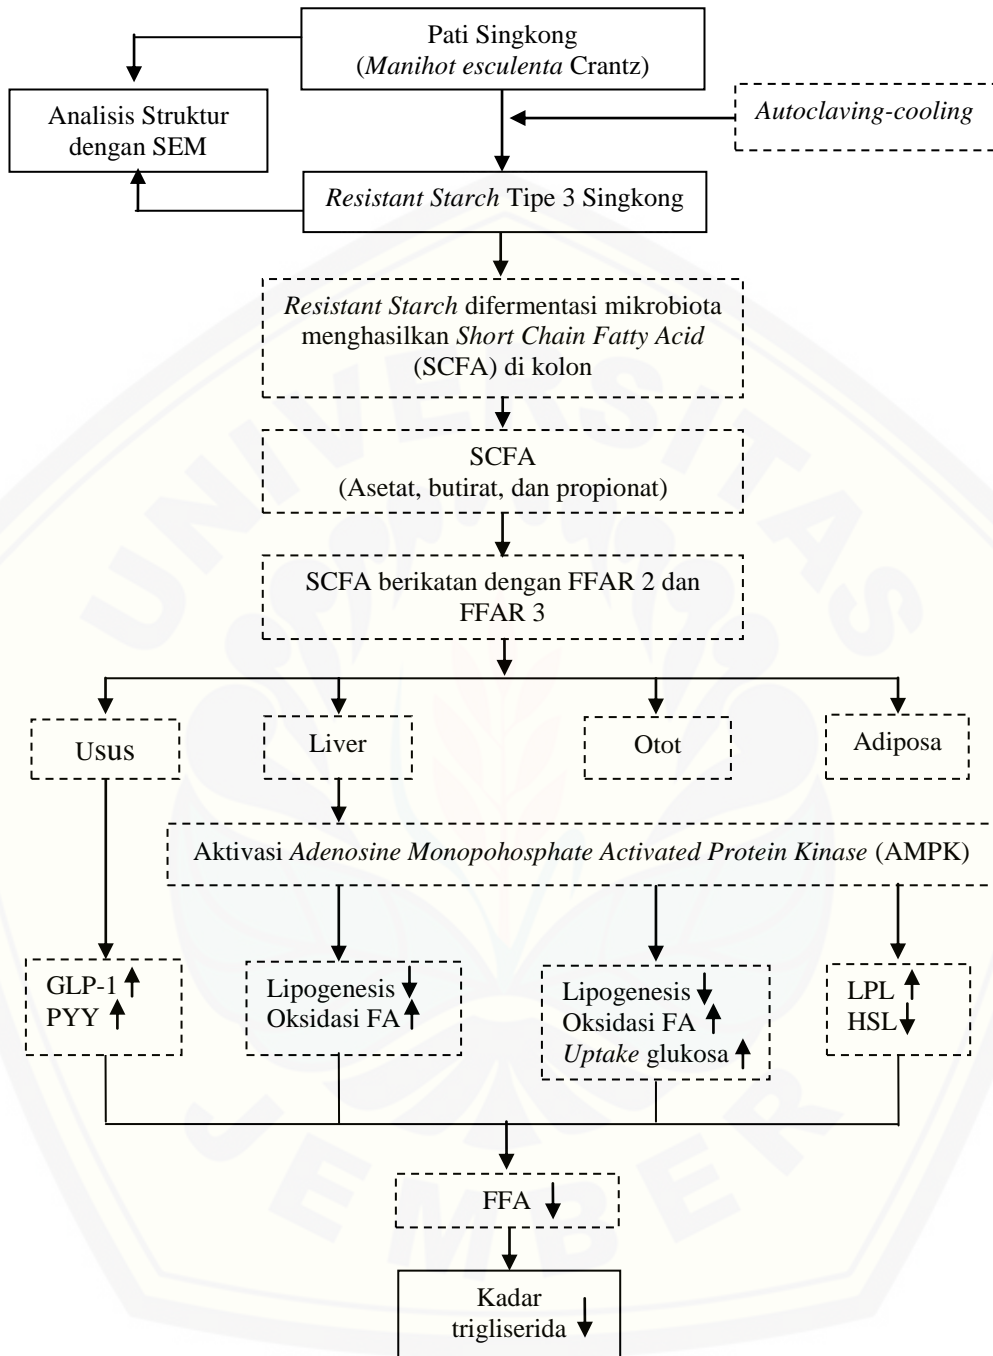 Pati Singkong
(Manihot esculenta Crantz)
Analisis Struktur
dengan SEM
Autoclaving-cooling
Resistant Starch Tipe 3 Singkong
Resistant Starch difermentasi mikrobiota
menghasilkan Short Chain Fatty Acid
(SCFA) di kolon
SCFA
(Asetat, butirat, dan propionat)
SCFA berikatan dengan FFAR 2 dan
FFAR 3
Usus
Liver
Otot
Adiposa
Aktivasi Adenosine Monopohosphate Activated Protein Kinase (AMPK)
GLP-1
PYY
Lipogenesis
Oksidasi FA
Lipogenesis
Oksidasi FA
Uptake glukosa
LPL
HSL
FFA
Kadar
trigliserida
UNIVERSITAS
JEMBER